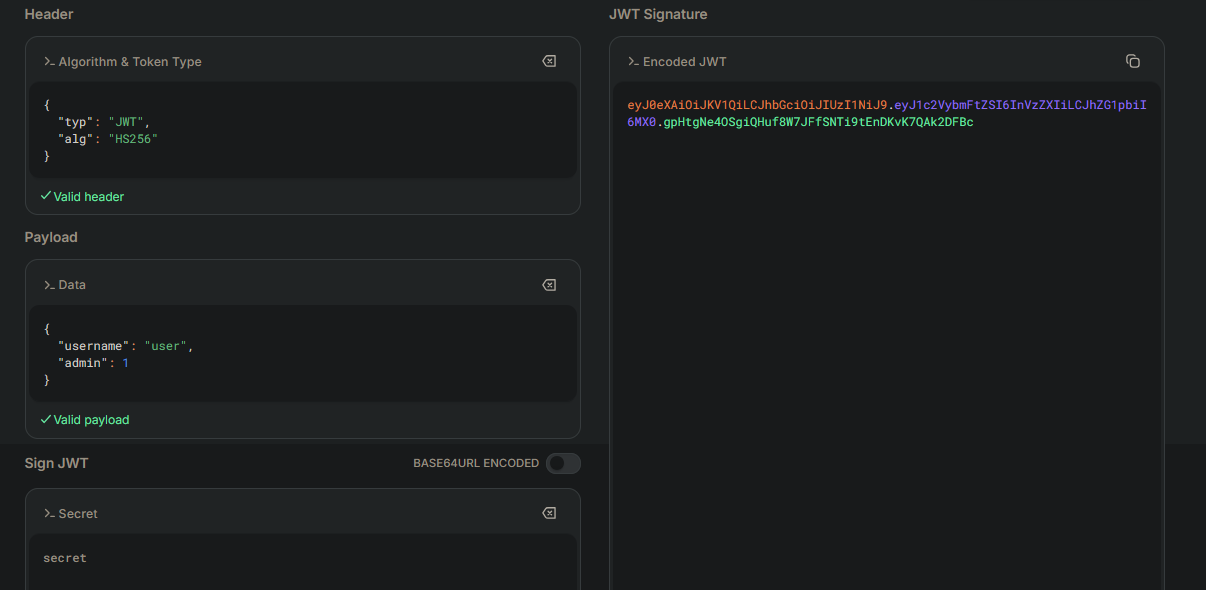 Header
>_ Algorithm & Token Type
{
"typ": "JWT",
"alg": "HS256"
}
Valid header
Payload
>_ Data
{
"username": "user",
"admin": 1
}
Valid payload
Sign JWT
BASE64URL ENCODED
>_ Secret
secret
JWT Signature
>_ Encoded JWT
eyJ0eXAiOiJKV1QiLCJhbGciOiJIUzI1NiJ9.eyJ1c2VybmFtZSI6InVzZXIiLCJhZG1pbiI
6MX0.gpHtgNe4OSgiQHuf8W7JFfSNTi9tEnDKvK7QAk2DFBc